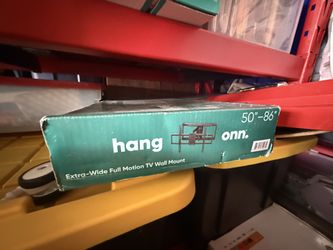 50"-86"
hang onn.
Extra-Wide Full Motion TV Wall Mount